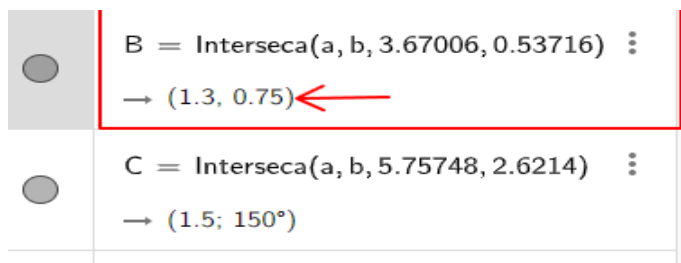 B = Interseca(a, b, 3.67006, 0.53716)
→ (1.3, 0.75)
C = Interseca(a, b, 5.75748, 2.6214)
→ (1.5; 150°)